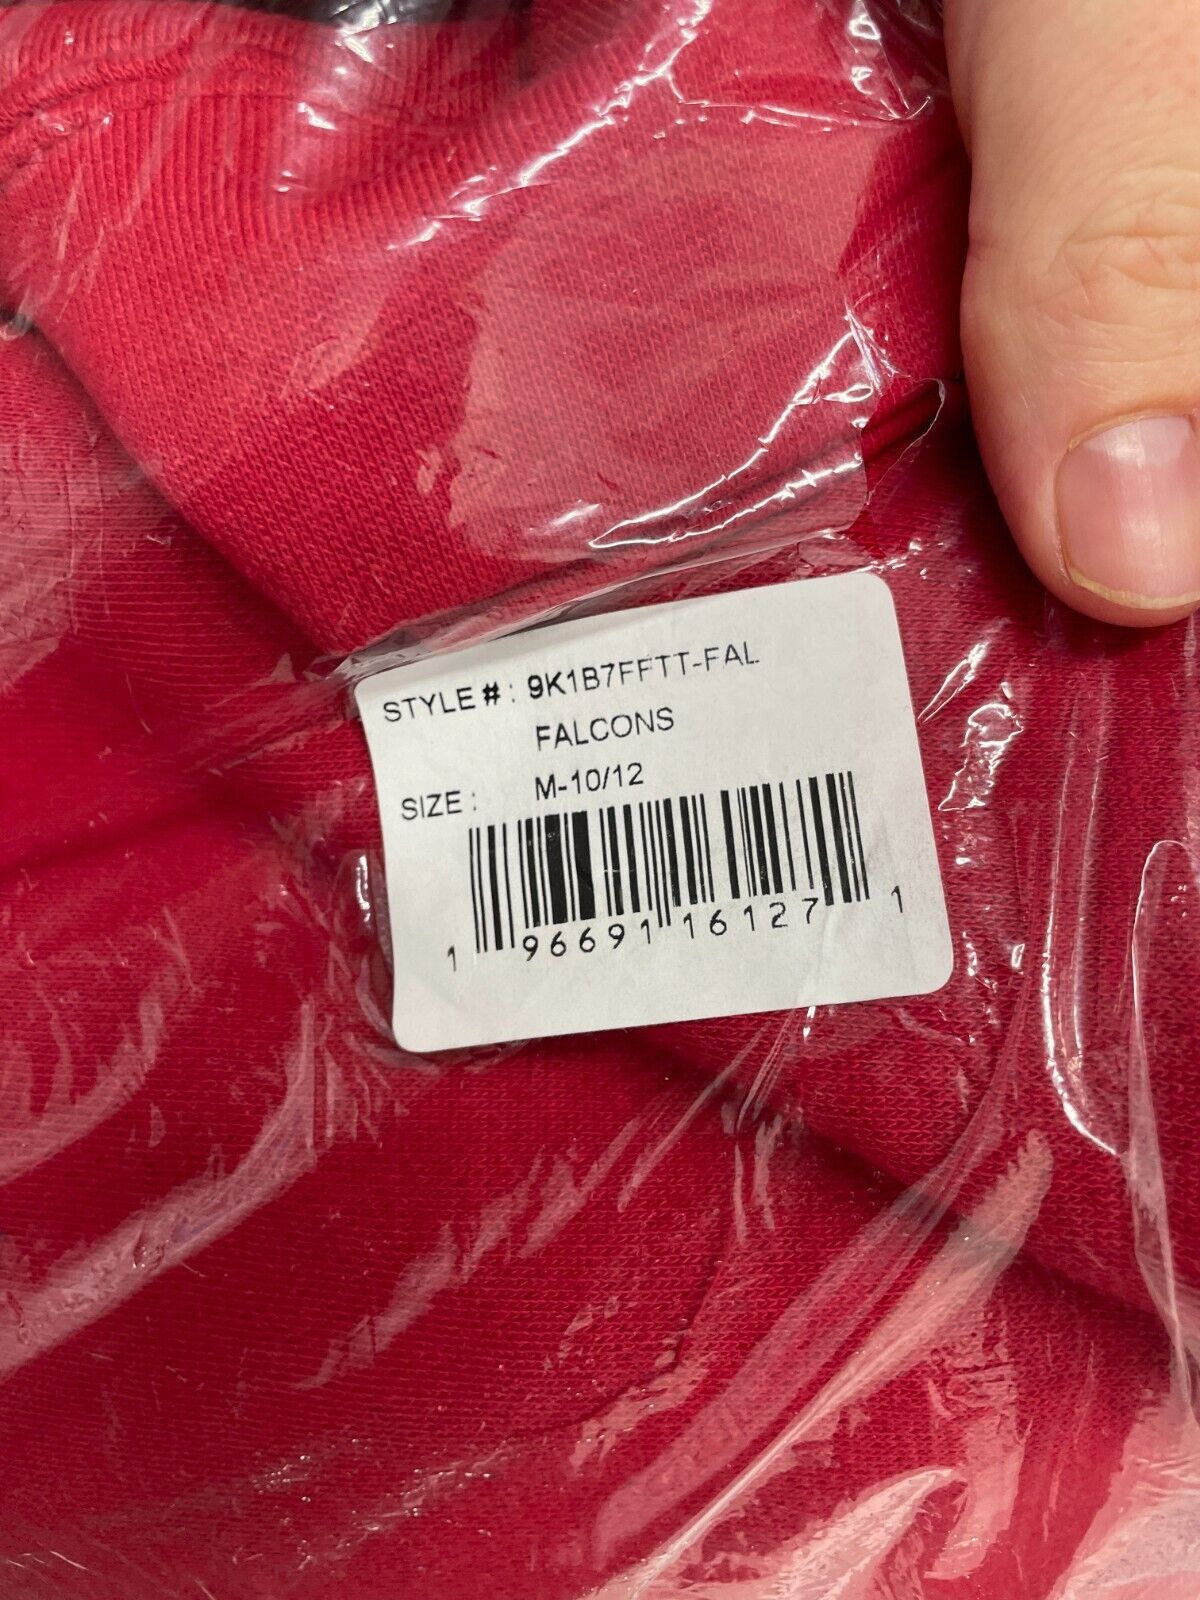 STYLE # : 9K1B7FFTT-FAL
FALCONS
SIZE : M-10/12
1 96691 16127 1